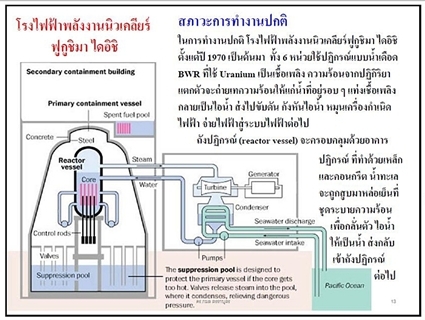 โรงไฟฟ้าพลังงานนิวเคลียร์
ฟูกูชิมา ไดอิชิ
สภาวะการทำงานปกติ
ในการทำงานปกติ โรงไฟฟ้าพลังงานนิวเคลียร์ฟูกูชิมา ไดอิชิ
ตั้งแต่ปี 1970 เป็นต้นมา ทั้ง 6 หน่วยใช้ปฏิกรณ์แบบน้ำเดือด
BWR ที่ใช้ Uranium เป็นเชื้อเพลิง ความร้อนจากปฏิกิริยา
แตกตัวจะถ่ายเทความร้อนให้แก่น้ำที่อยู่รอบ ๆ แท่งเชื้อเพลิง
กลายเป็นไอน้ำ ส่งไปขับดัน กังหันไอน้ำ หมุนเครื่องกำเนิด
ไฟฟ้า จ่ายไฟฟ้าสู่ระบบไฟฟ้าต่อไป
ถังปฏิกรณ์ (reactor vessel) จะครอบคลุมด้วยอาคาร
ปฏิกรณ์ ที่ทำด้วยเหล็ก
และคอนกรีต น้ำทะเล
จะถูกสูบมาหล่อเย็นที่
ชุดระบายความร้อน
เพื่อกลั่นตัว ไอน้ำ
ให้เป็นน้ำ ส่งกลับ
เข้าถังปฏิกรณ์
ต่อไป
Secondary containment building
Primary containment vessel
Spent fuel pool
Concrete
Steel
Reactor
vessel
Core
Steam
Water
Turbine
Generator
Condenser
Seawater discharge
Seawater intake
Control rods
Pumps
Valves
Suppression pool
Pacific Ocean
The suppression pool is designed to
protect the primary vessel if the core gets
too hot. Valves release steam into the pool,
where it condenses, relieving dangerous
pressure.
13